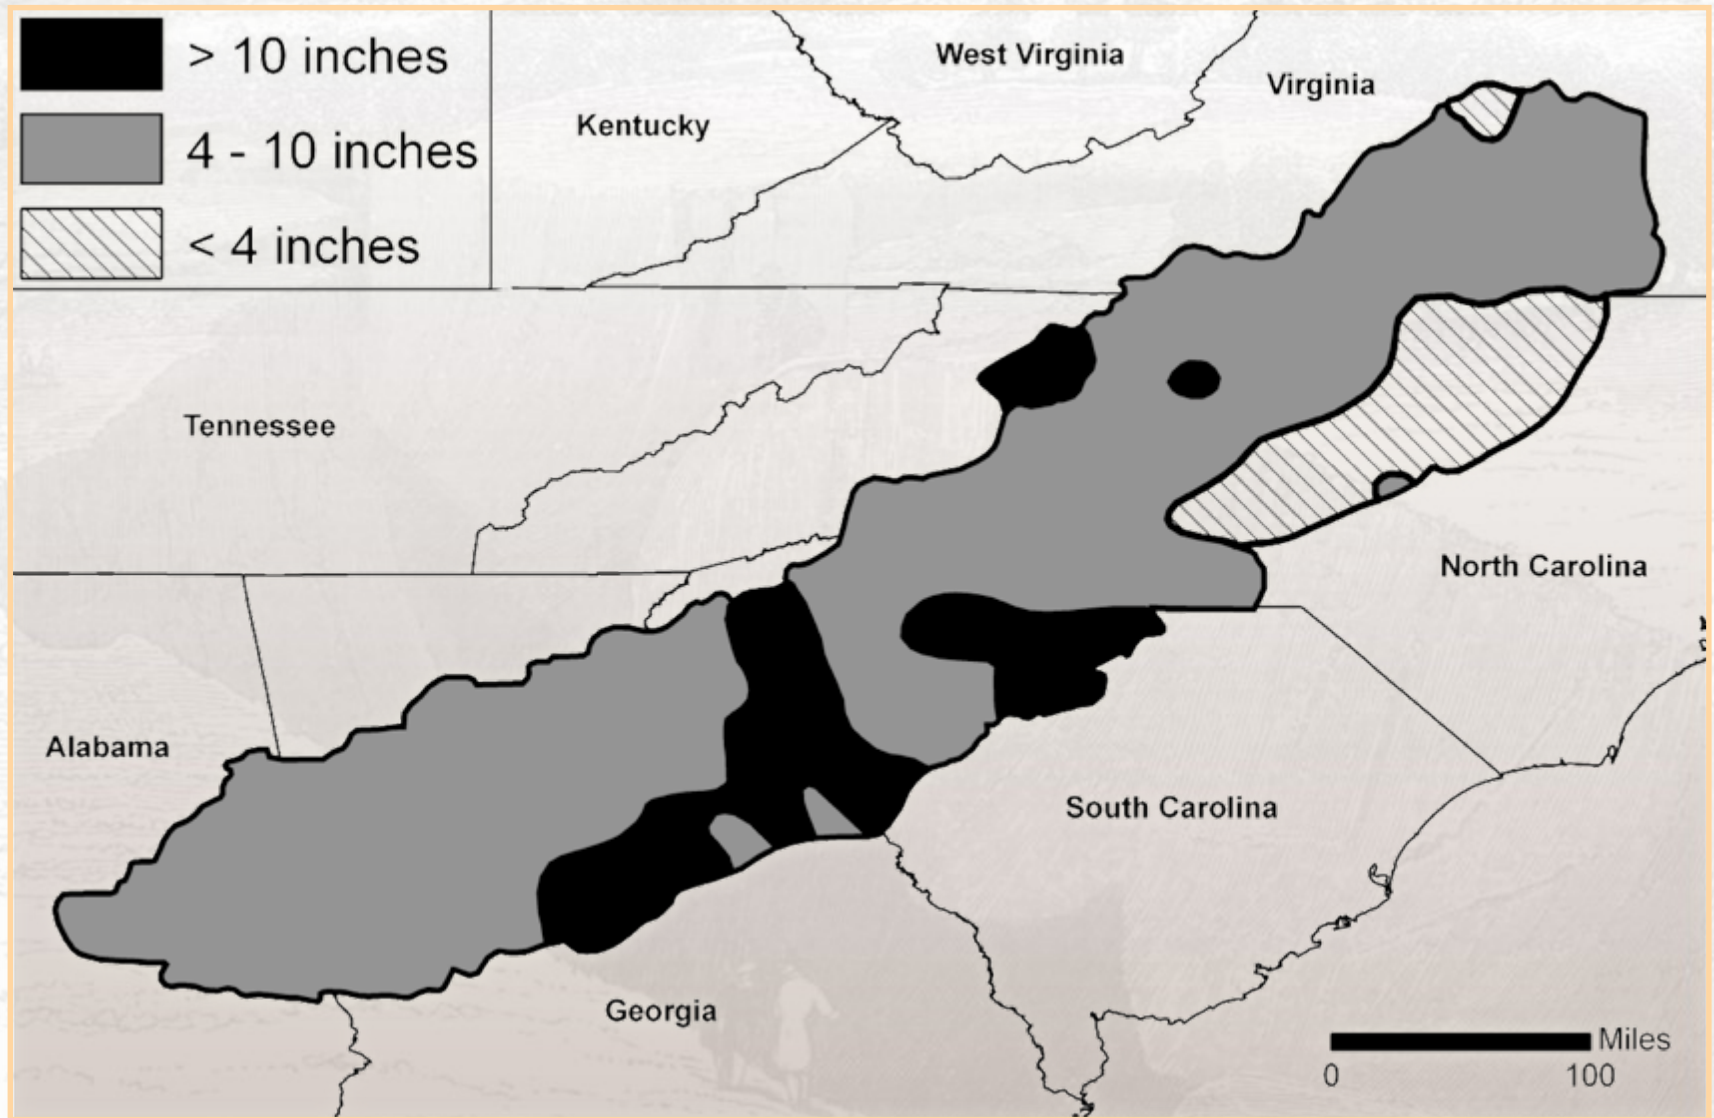 > 10 inches
4 - 10 inches
< 4 inches
West Virginia
Virginia
Kentucky
Tennessee
North Carolina
Alabama
South Carolina
Georgia
Miles
0 100